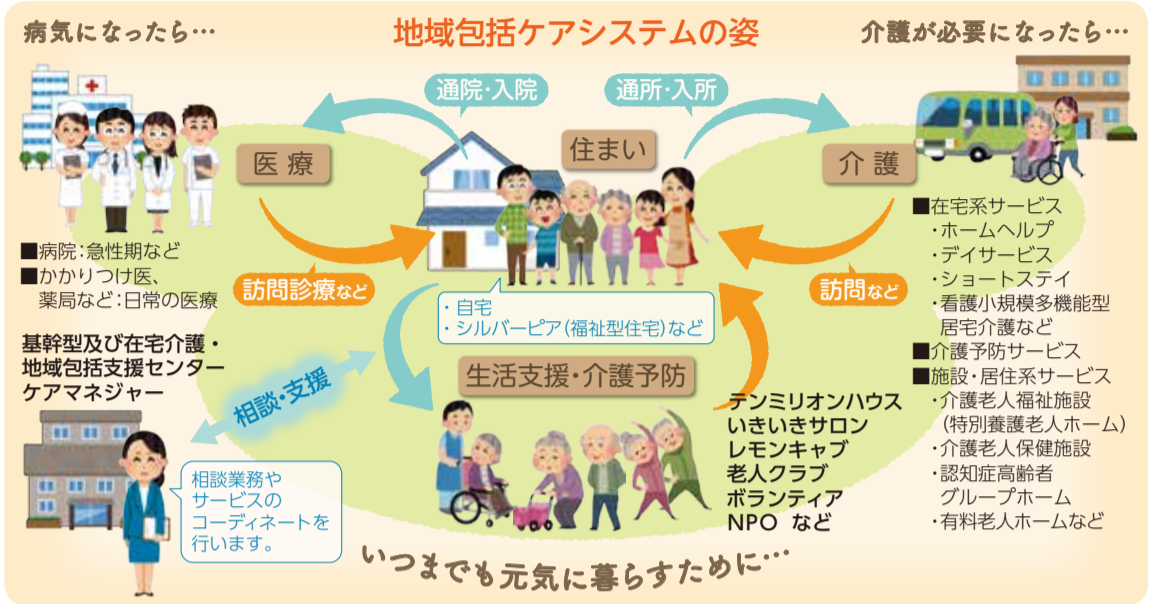 地域包括ケアシステムの姿
病気になったら…
介護が必要になったら…
通院・入院
通所・入所
医療
住まい
介護
■病院：急性期など
■かかりつけ医、
薬局など：日常の医療
訪問診療など
訪問など
・自宅
・シルバーピア（福祉型住宅）など
■在宅系サービス
・ホームヘルプ
・デイサービス
・ショートステイ
・看護小規模多機能型
居宅介護など
■介護予防サービス
■施設・居住系サービス
・介護老人福祉施設
（特別養護老人ホーム）
・介護老人保健施設
・認知症高齢者
グループホーム
・有料老人ホームなど
基幹型及び在宅介護・
地域包括支援センター
ケアマネジャー
相談・支援
相談業務や
サービスの
コーディネートを
行います。
生活支援・介護予防
テンミリオンハウス
いきいきサロン
レモンキャブ
老人クラブ
ボランティア
NPO など
いつまでも元気に暮らすために…